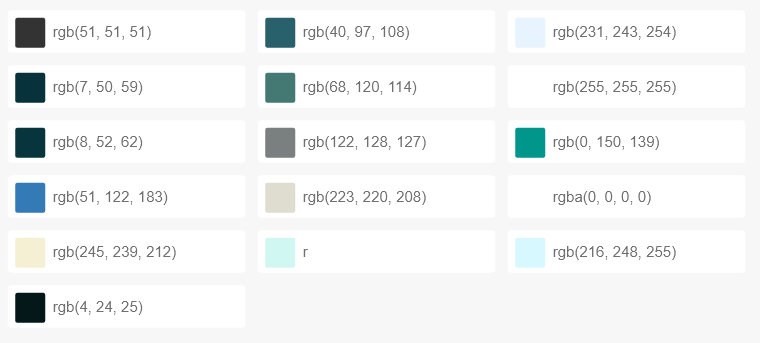 rgb(51, 51, 51)
rgb(40, 97, 108)
rgb(231, 243, 254)
rgb(7, 50, 59)
rgb(68, 120, 114)
rgb(255, 255, 255)
rgb(8, 52, 62)
rgb(122, 128, 127)
rgb(0, 150, 139)
rgb(51, 122, 183)
rgb(223, 220, 208)
rgba(0, 0, 0, 0)
rgb(245, 239, 212)
r
rgb(216, 248, 255)
rgb(4, 24, 25)